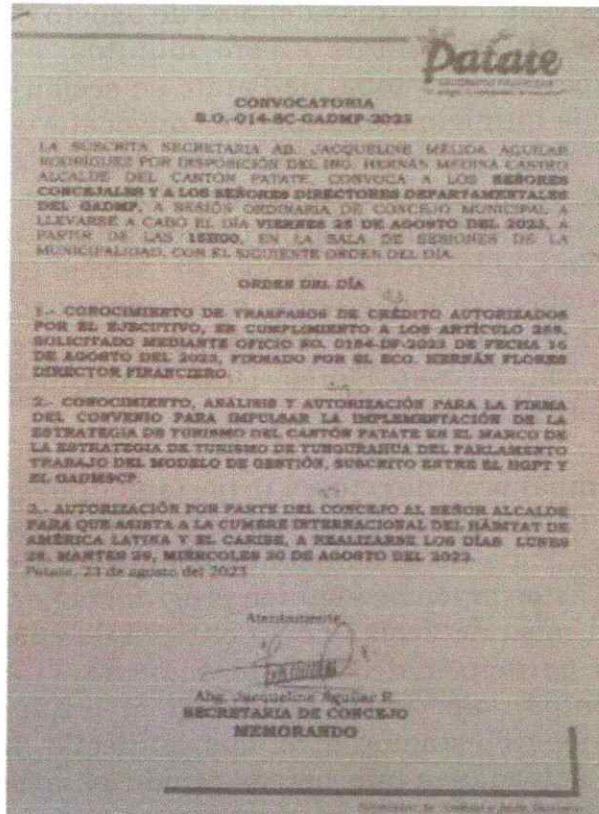 Patate
CONVOCATORIA
S.O.-014-SC-GADMP-2023
LA SUSCRITA SECRETARIA AB. JACQUELINE MÉLIDA AGUILAR
RODRÍGUEZ POR DISPOSICIÓN DEL ING. HERNÁN MEDINA CASTRO
ALCALDE DEL CANTÓN PATATE, CONVOCA A LOS SEÑORES
CONCEJALES Y A LOS SEÑORES DIRECTORES DEPARTAMENTALES
DEL GADMP, A SESIÓN ORDINARIA DE CONCEJO MUNICIPAL A
LLEVARSE A CABO EL DÍA VIERNES 25 DE AGOSTO DEL 2023, A
PARTIR DE LAS 15H00, EN LA SALA DE SESIONES DE LA
MUNICIPALIDAD, CON EL SIGUIENTE ORDEN DEL DÍA.
ORDEN DEL DÍA
1.- CONOCIMIENTO DE TRASPASOS DE CRÉDITO AUTORIZADOS
POR EL EJECUTIVO, EN CUMPLIMIENTO A LOS ARTÍCULO 258,
SOLICITADO MEDIANTE OFICIO NO. 0184-DF-2023 DE FECHA 16
DE AGOSTO DEL 2023, FIRMADO POR EL ECO. HERNÁN FLORES
DIRECTOR FINANCIERO.
2.- CONOCIMIENTO, ANÁLISIS Y AUTORIZACIÓN PARA LA FIRMA
DEL CONVENIO PARA IMPULSAR LA IMPLEMENTACIÓN DE LA
ESTRATEGIA DE TURISMO DEL CANTÓN PATATE EN EL MARCO DE
LA ESTRATEGIA DE TURISMO DE TUNGURAHUA DEL PARLAMENTO
TRABAJO DEL MODELO DE GESTIÓN, SUSCRITO ENTRE EL HGPT Y
EL GADMSCP.
3.- AUTORIZACIÓN POR PARTE DEL CONCEJO AL SEÑOR ALCALDE
PARA QUE ASISTA A LA CUMBRE INTERNACIONAL DEL HÁBITAT DE
AMÉRICA LATINA Y EL CARIBE, A REALIZARSE LOS DÍAS LUNES
28, MARTES 29, MIÉRCOLES 30 DE AGOSTO DEL 2023.
Patate, 23 de agosto del 2023
Atentamente,
Abg. Jacqueline Aguilar R.
SECRETARIA DE CONCEJO
MEMORANDO